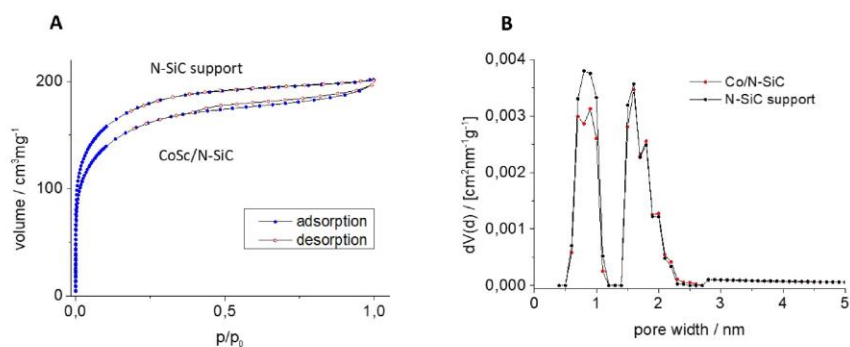 A
N-SiC support
CoSc/N-SiC
adsorption
desorption
volume / cm³mg⁻¹
200
100
0
0,0
0,5
1,0
p/p₀
B
Co/N-SiC
N-SiC support
dV(d) / [cm²nm⁻¹g⁻¹]
0,004
0,003
0,002
0,001
0,000
0
1
2
3
4
5
pore width / nm